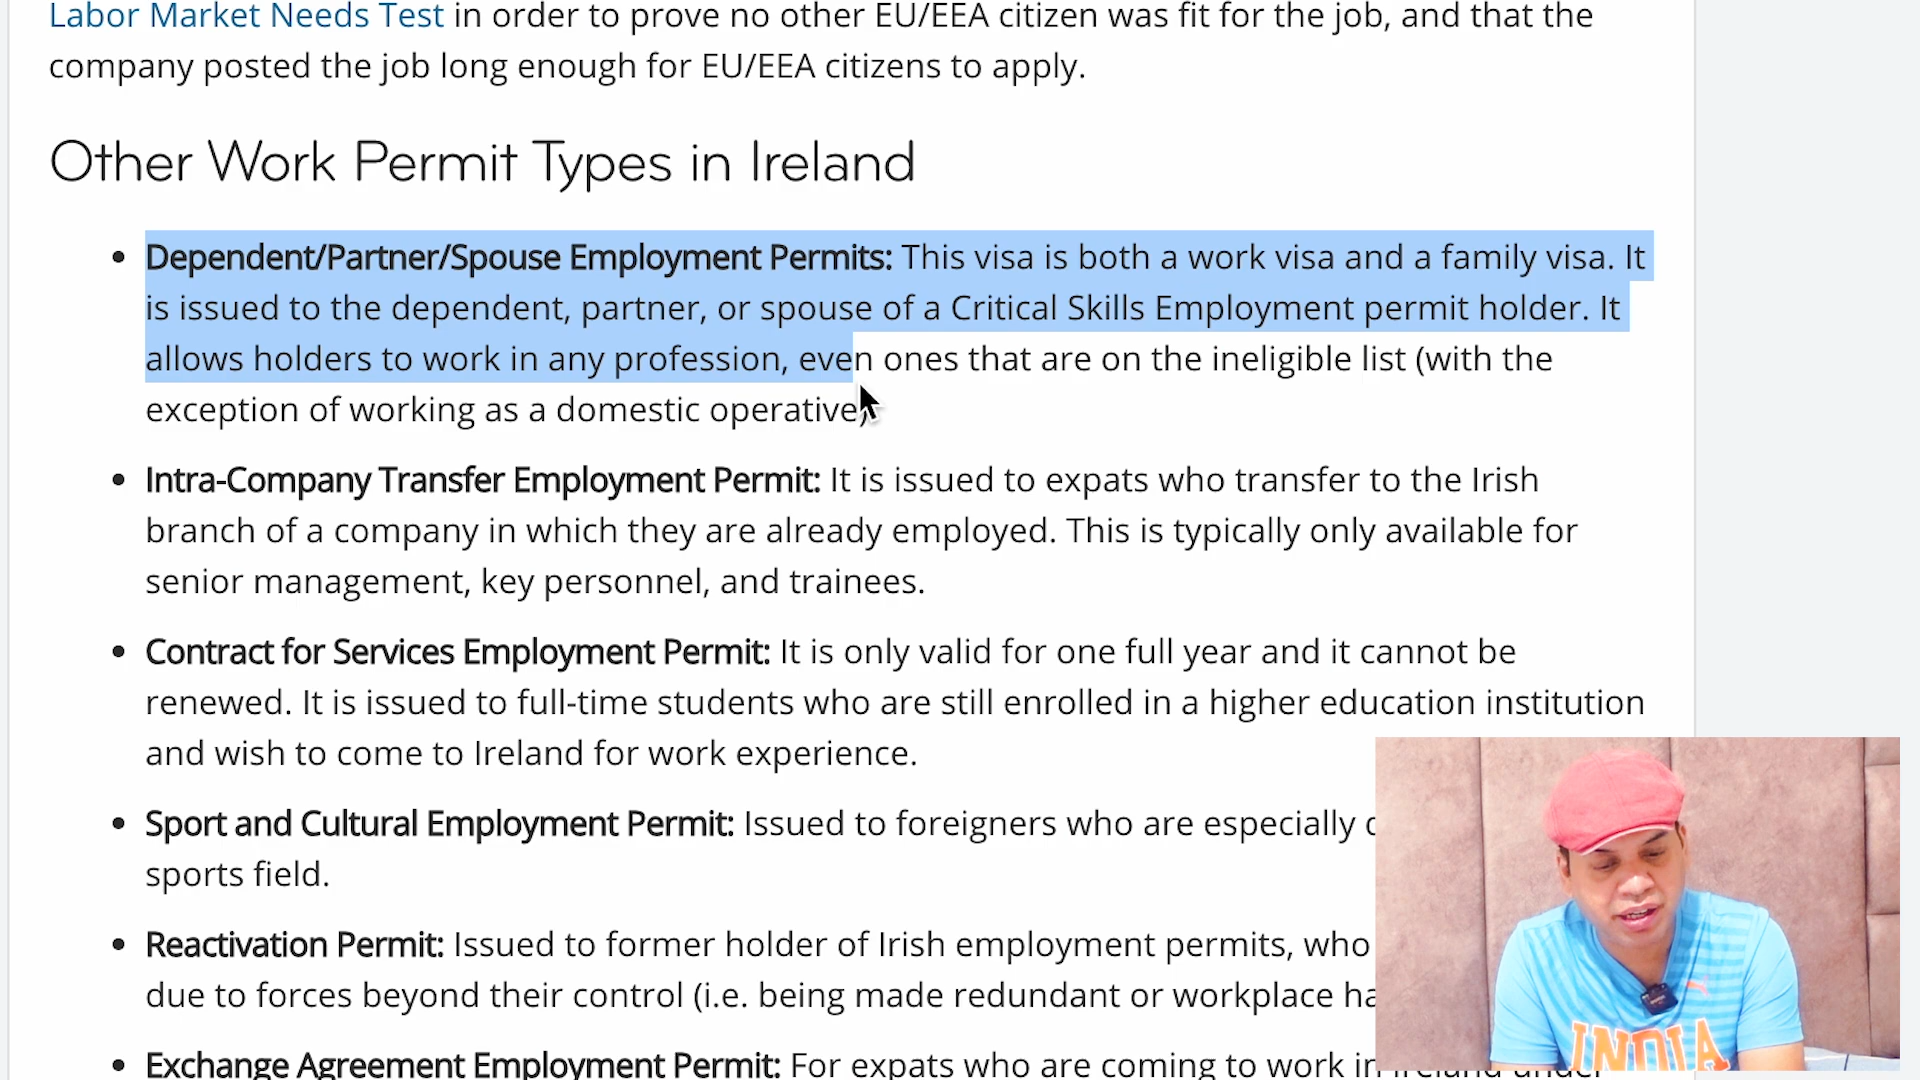 Labor Market Needs Test in order to prove no other EU/EEA citizen was fit for the job, and that the
company posted the job long enough for EU/EEA citizens to apply.
Other Work Permit Types in Ireland
• Dependent/Partner/Spouse Employment Permits: This visa is both a work visa and a family visa. It
is issued to the dependent, partner, or spouse of a Critical Skills Employment permit holder. It
allows holders to work in any profession, even ones that are on the ineligible list (with the
exception of working as a domestic operative)
• Intra-Company Transfer Employment Permit: It is issued to expats who transfer to the Irish
branch of a company in which they are already employed. This is typically only available for
senior management, key personnel, and trainees.
• Contract for Services Employment Permit: It is only valid for one full year and it cannot be
renewed. It is issued to full-time students who are still enrolled in a higher education institution
and wish to come to Ireland for work experience.
• Sport and Cultural Employment Permit: Issued to foreigners who are especially
sports field.
• Reactivation Permit: Issued to former holder of Irish employment permits, who
due to forces beyond their control (i.e. being made redundant or workplace
• Exchange Agreement Employment Permit: For expats who are coming to work in Ireland under
INDIA